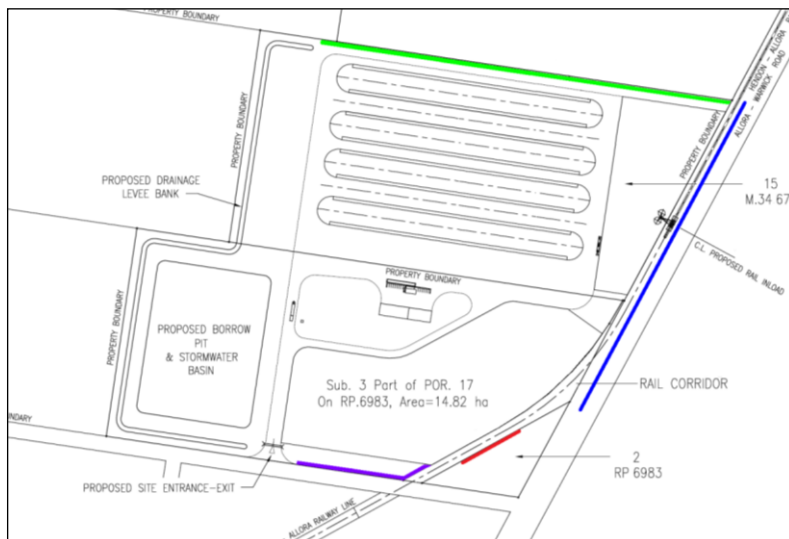 PROPERTY BOUNDARY
PROPERTY BOUNDARY
HENDON - ALLORA
ALLORA - WARWICK ROAD
PROPERTY BOUNDARY
PROPOSED DRAINAGE
LEVEE BANK
15
M.34 67
C.L. PROPOSED RAIL INLOAD
PROPERTY BOUNDARY
PROPERTY BOUNDARY
PROPOSED BORROW
PIT
& STORMWATER
BASIN
Sub. 3 Part of POR. 17
On RP.6983, Area=14.82 ha
RAIL CORRIDOR
2
RP 6983
PROPOSED SITE ENTRANCE-EXIT
ALLORA RAILWAY LINE